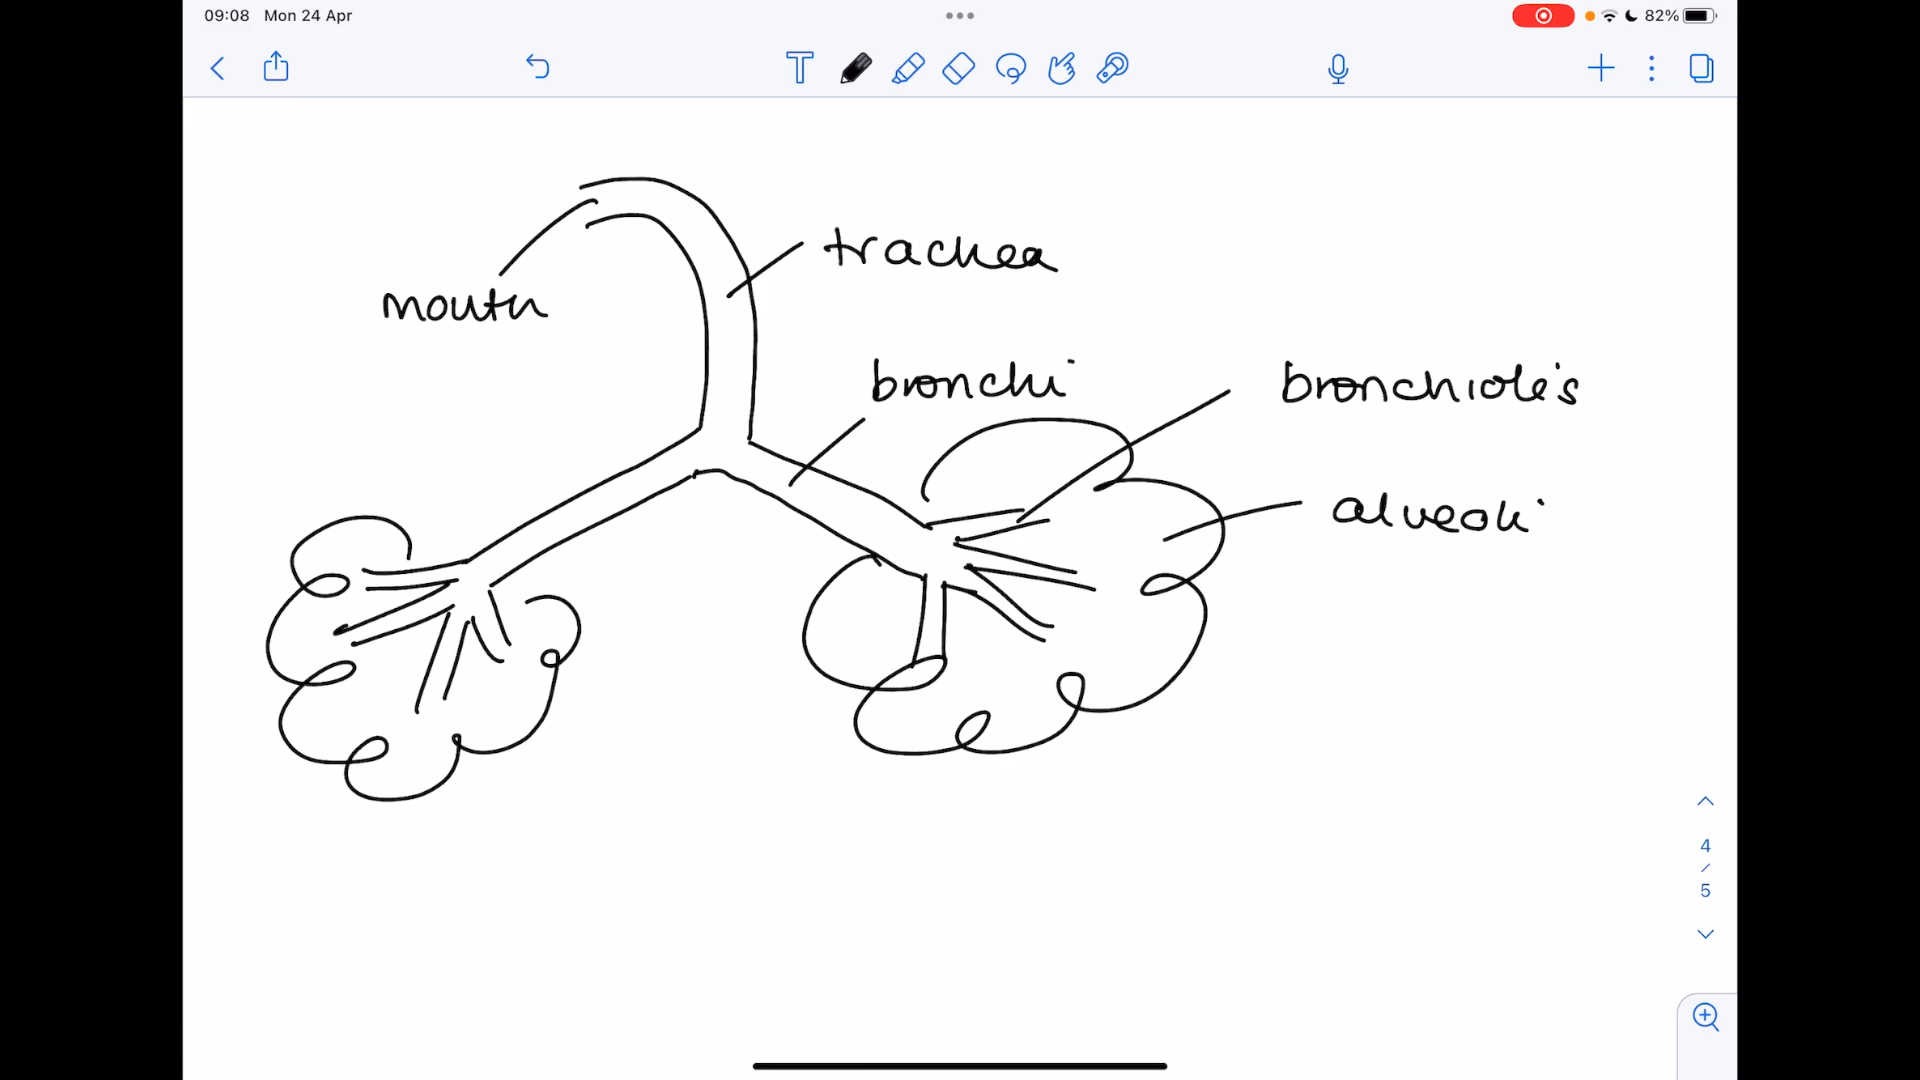 09:08 Mon 24 Apr
82%
T
trachea
mouth
bronchi
bronchiole's
alveoli
4
/
5